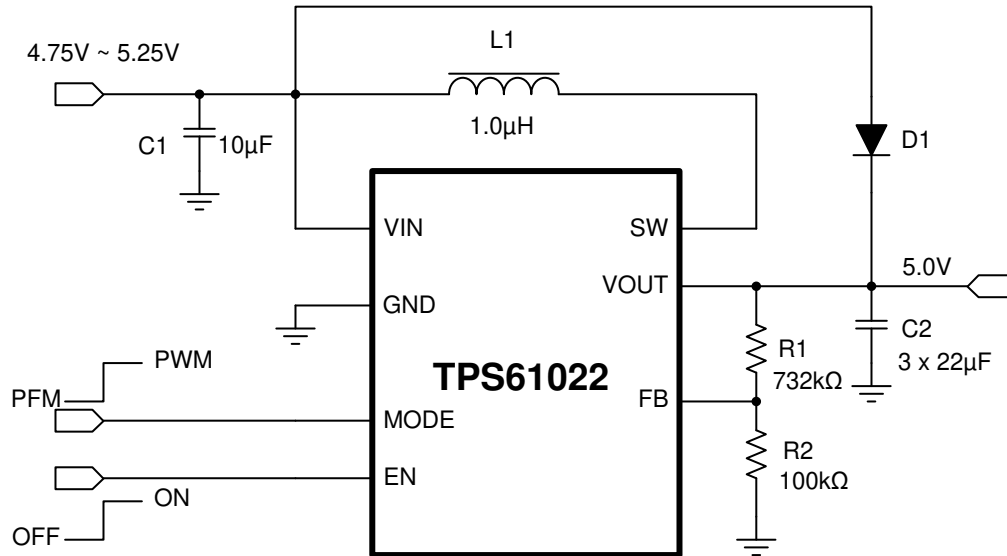 4.75V ~ 5.25V
L1
1.0µH
C1
10µF
D1
VIN
SW
VOUT
5.0V
GND
C2
3 x 22µF
R1
732kΩ
TPS61022
PWM
PFM
MODE
FB
R2
100kΩ
EN
ON
OFF